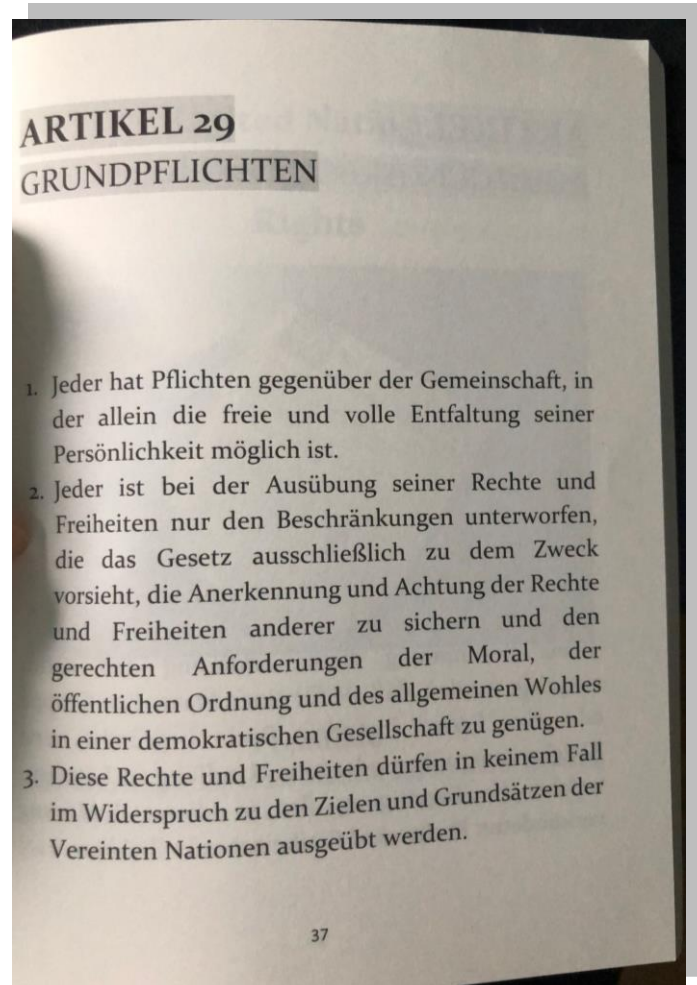 ARTIKEL 29
GRUNDPFLICHTEN
1. Jeder hat Pflichten gegenüber der Gemeinschaft, in
der allein die freie und volle Entfaltung seiner
Persönlichkeit möglich ist.
2. Jeder ist bei der Ausübung seiner Rechte und
Freiheiten nur den Beschränkungen unterworfen,
die das Gesetz ausschließlich zu dem Zweck
vorsieht, die Anerkennung und Achtung der Rechte
und Freiheiten anderer zu sichern und den
gerechten Anforderungen der Moral, der
öffentlichen Ordnung und des allgemeinen Wohles
in einer demokratischen Gesellschaft zu genügen.
3. Diese Rechte und Freiheiten dürfen in keinem Fall
im Widerspruch zu den Zielen und Grundsätzen der
Vereinten Nationen ausgeübt werden.
37